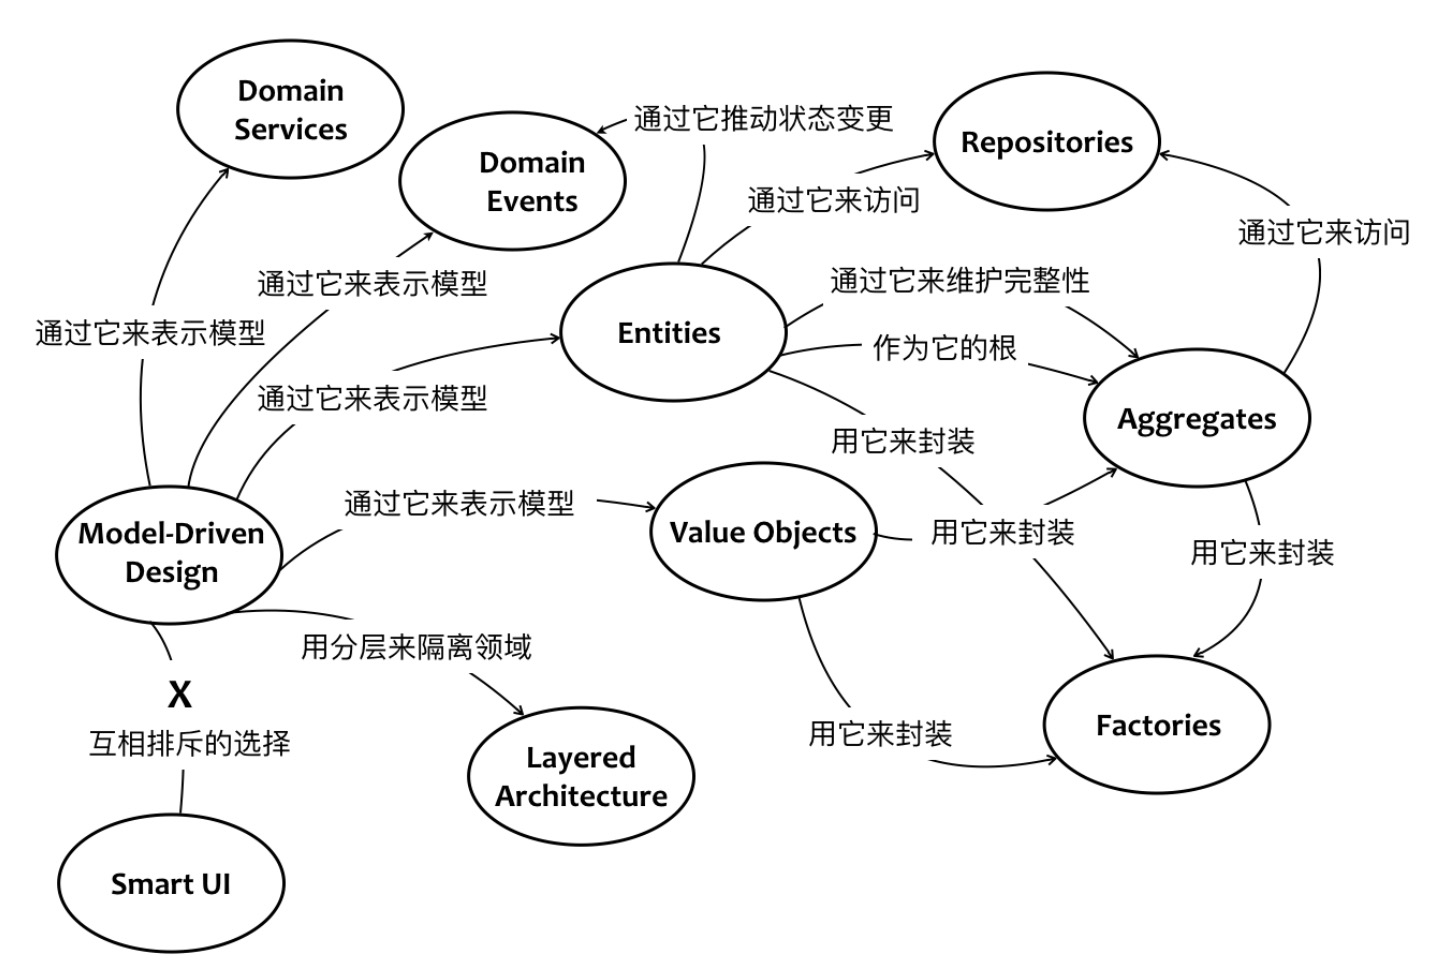 Domain
Services
Domain
Events
通过它推动状态变更
Repositories
通过它来访问
通过它来访问
通过它来表示模型
通过它来维护完整性
通过它来表示模型
Entities
作为它的根
通过它来表示模型
Aggregates
用它来封装
通过它来表示模型
Model-Driven
Design
Value Objects
用它来封装
用它来封装
用分层来隔离领域
X
互相排斥的选择
用它来封装
Factories
Layered
Architecture
Smart UI